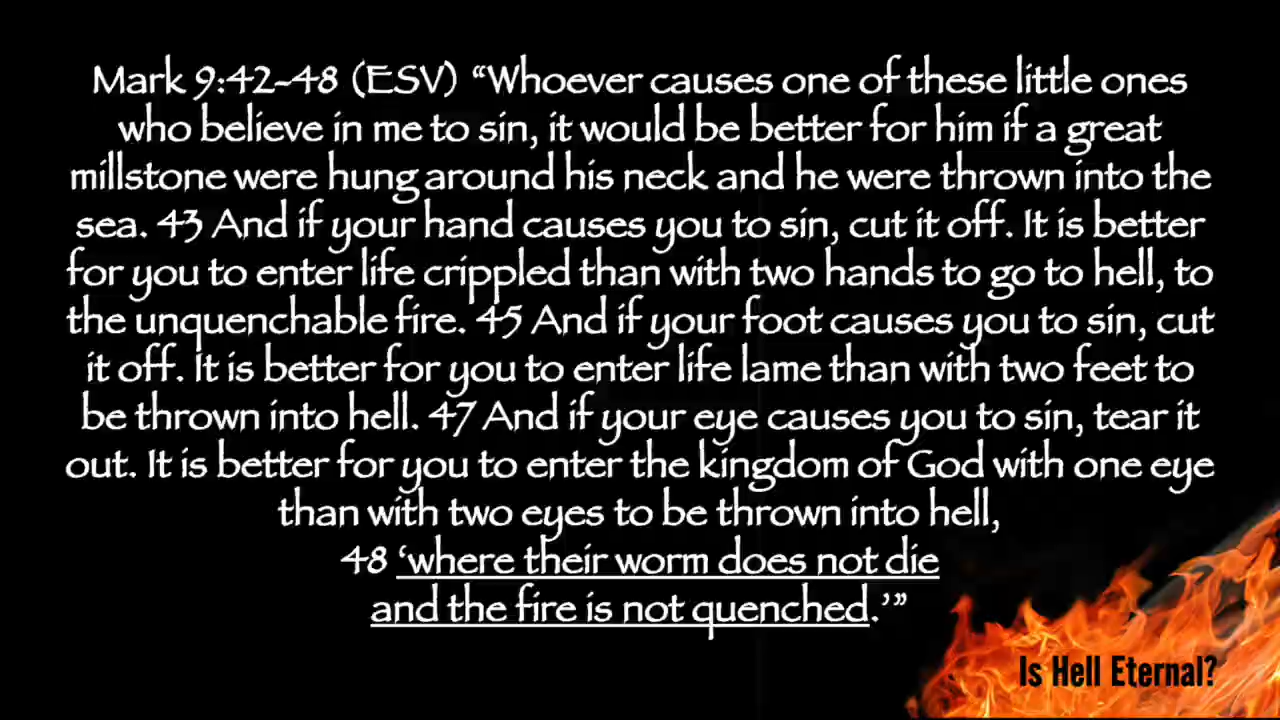 Mark 9:42-48 (ESV) “Whoever causes one of these little ones
who believe in me to sin, it would be better for him if a great
millstone were hung around his neck and he were thrown into the
sea. 43 And if your hand causes you to sin, cut it off. It is better
for you to enter life crippled than with two hands to go to hell, to
the unquenchable fire. 45 And if your foot causes you to sin, cut
it off. It is better for you to enter life lame than with two feet to
be thrown into hell. 47 And if your eye causes you to sin, tear it
out. It is better for you to enter the kingdom of God with one eye
than with two eyes to be thrown into hell,
48 ‘where their worm does not die
and the fire is not quenched.’”
Is Hell Eternal?